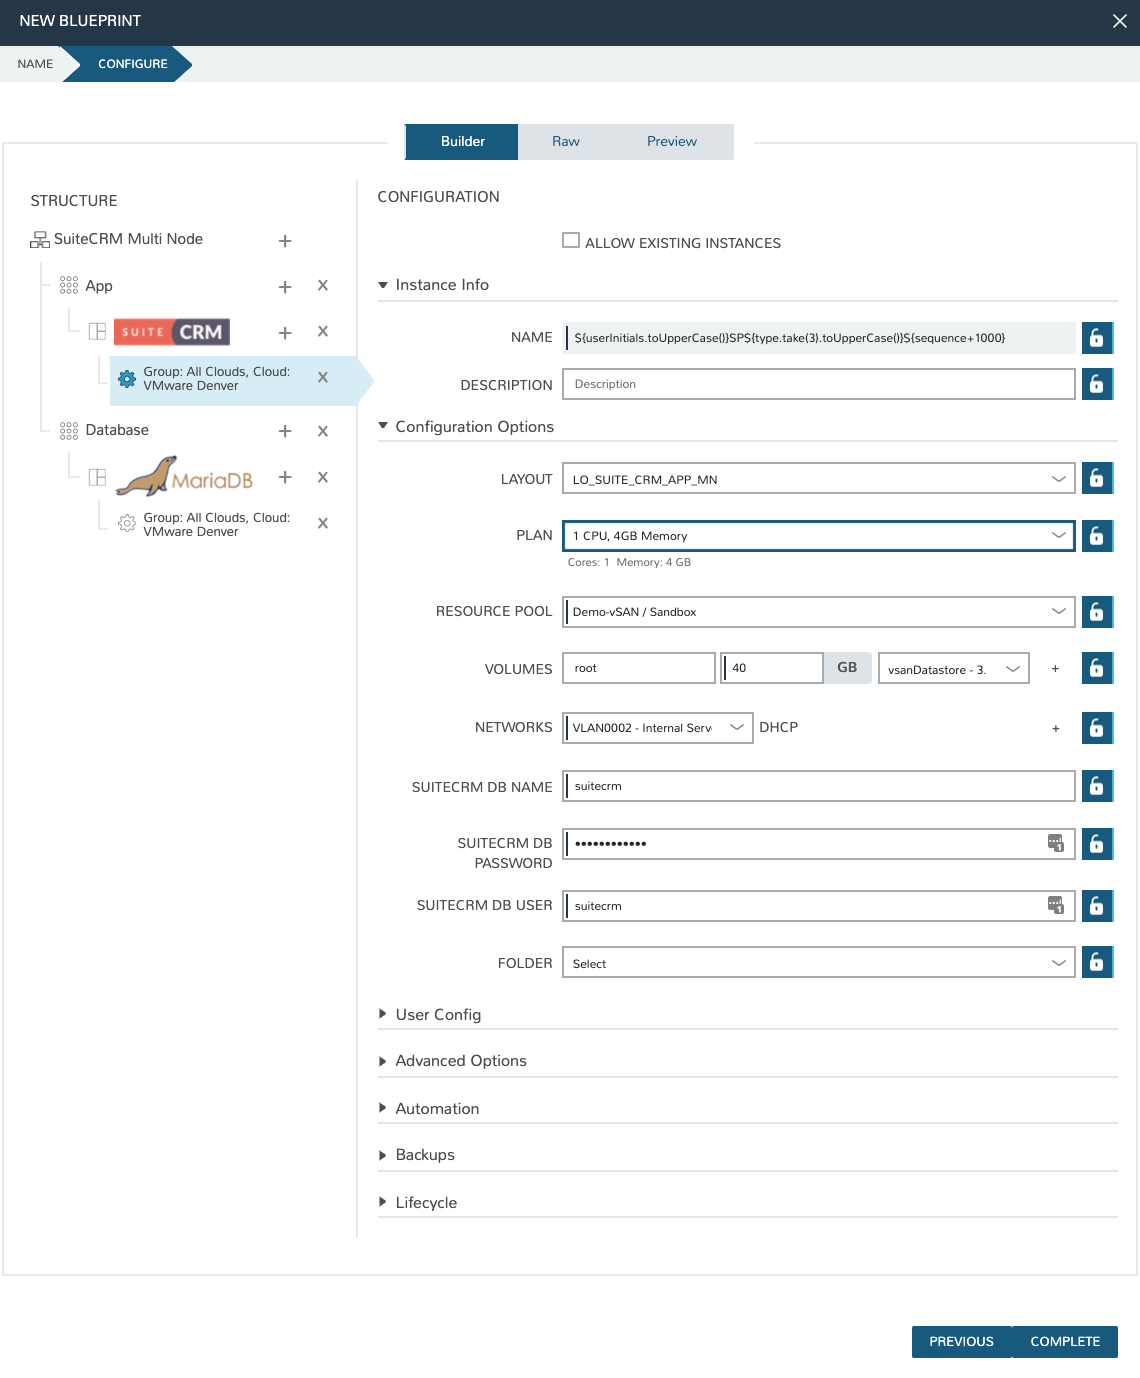 NEW BLUEPRINT
NAME
CONFIGURE
Builder
Raw
Preview
STRUCTURE
SuiteCRM Multi Node
App
SUITE CRM
Group: All Clouds, Cloud:
VMware Denver
Database
MariaDB
Group: All Clouds, Cloud:
VMware Denver
CONFIGURATION
ALLOW EXISTING INSTANCES
Instance Info
NAME
${userInitials.toUpperCase()}SP${type.take(3).toUpperCase()}${sequence+1000}
DESCRIPTION
Description
Configuration Options
LAYOUT
LO_SUITE_CRM_APP_MN
PLAN
1 CPU, 4GB Memory
Cores: 1 Memory: 4 GB
RESOURCE POOL
Demo-vSAN / Sandbox
VOLUMES
root
40
GB
vsanDatastore - 3.
+
NETWORKS
VLAN0002 - Internal Serv
DHCP
+
SUITECRM DB NAME
suitecrm
SUITECRM DB
PASSWORD
••••••••••••
1
SUITECRM DB USER
suitecrm
1
FOLDER
Select
User Config
Advanced Options
Automation
Backups
Lifecycle
PREVIOUS
COMPLETE